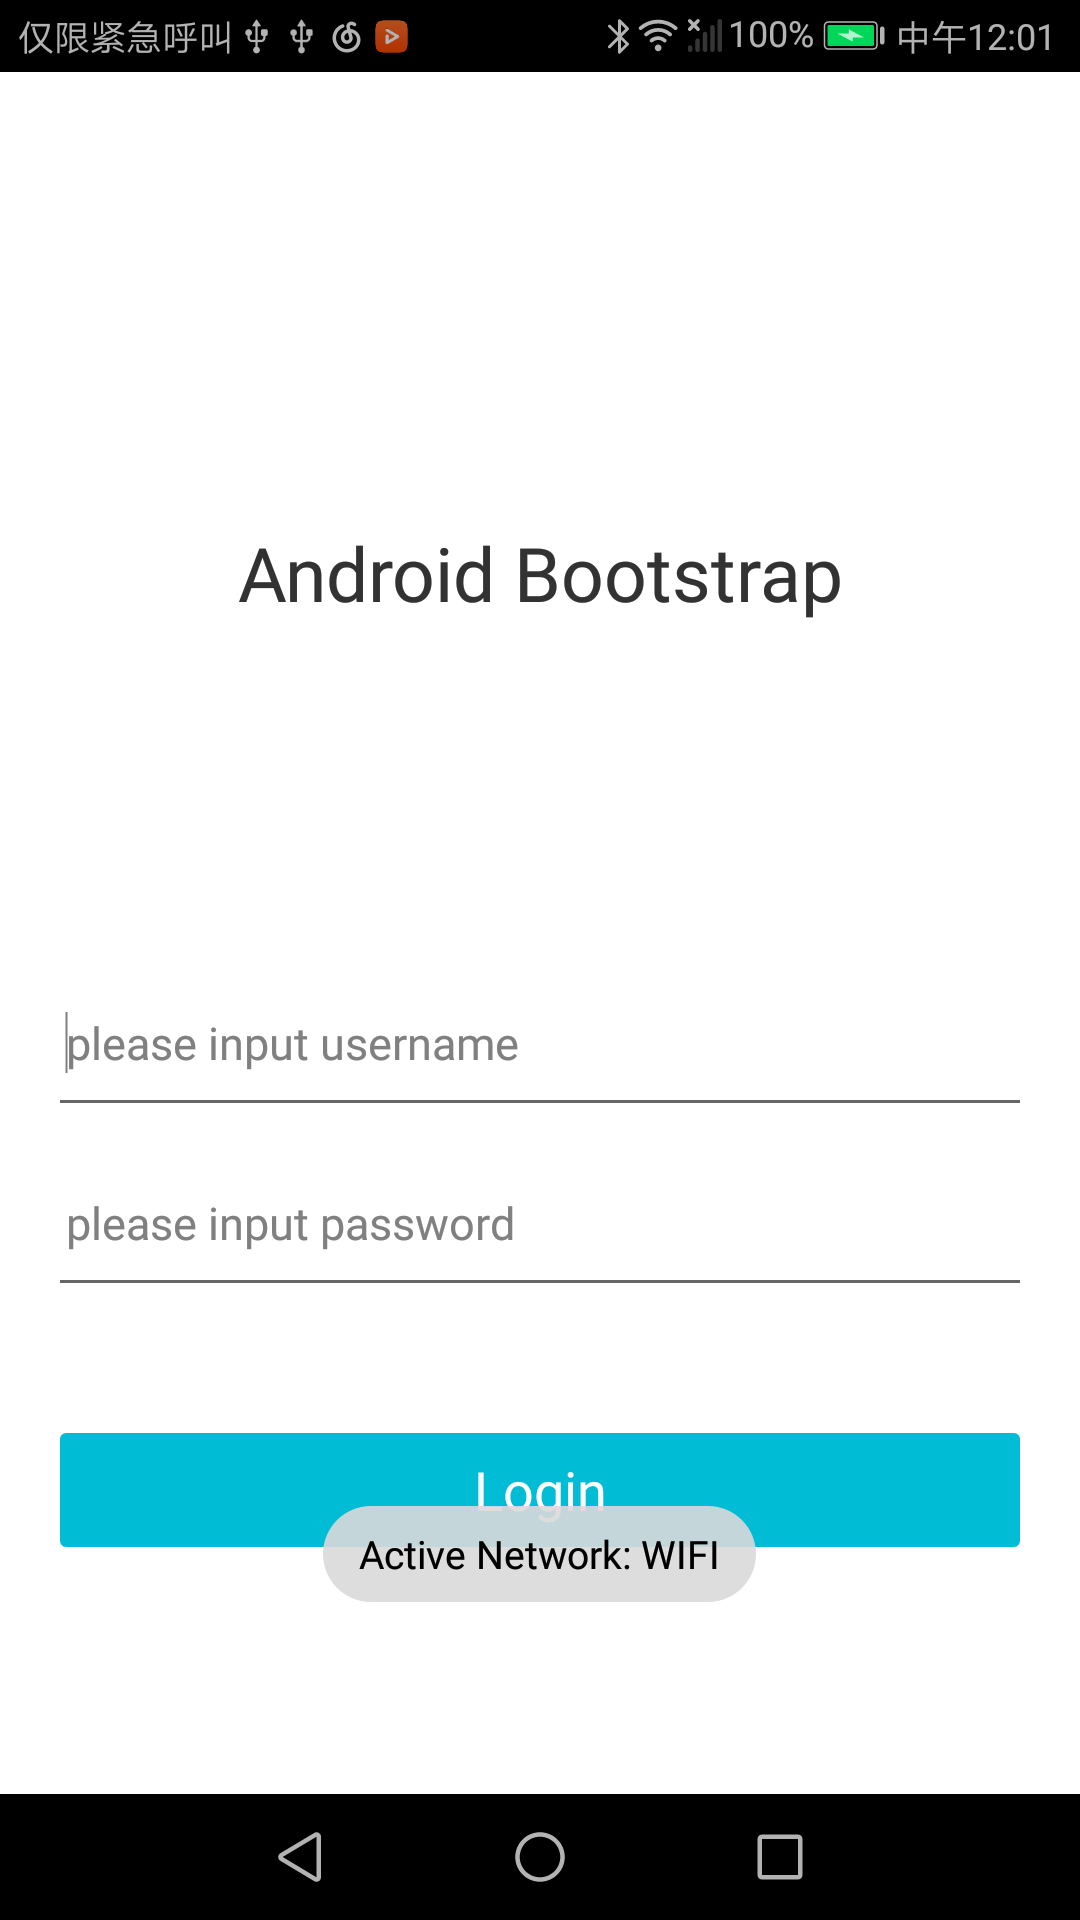 仅限紧急呼叫 100% 中午12:01
Android Bootstrap
please input username
please input password
Login
Active Network: WIFI